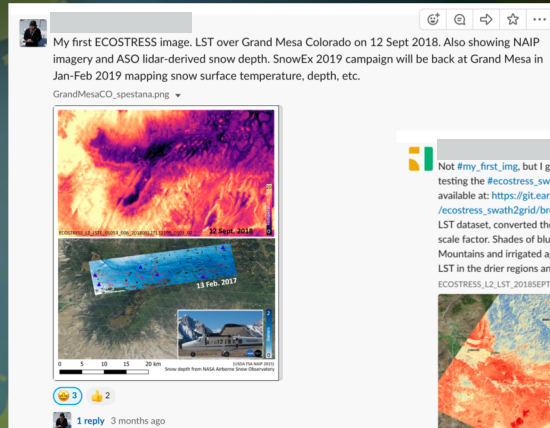 My first ECOSTRESS image. LST over Grand Mesa Colorado on 12 Sept 2018. Also showing NAIP
imagery and ASO lidar-derived snow depth. SnowEx 2019 campaign will be back at Grand Mesa in
Jan-Feb 2019 mapping snow surface temperature, depth, etc.
GrandMesaCO_spestana.png
12 Sept. 2018
13 Feb. 2017
0 5 10 15 20 km
(USDA FSA NAIP 2015)
Snow depth from NASA Airborne Snow Observatory
3
2
1 reply 3 months ago
Not #my_first_img, but I g
testing the #ecostress_sw
available at: https://git.ear
/ecostress_swath2grid/br
LST dataset, converted the
scale factor. Shades of blu
Mountains and irrigated a
LST in the drier regions an
ECOSTRESS_L2_LST_2018SEPT